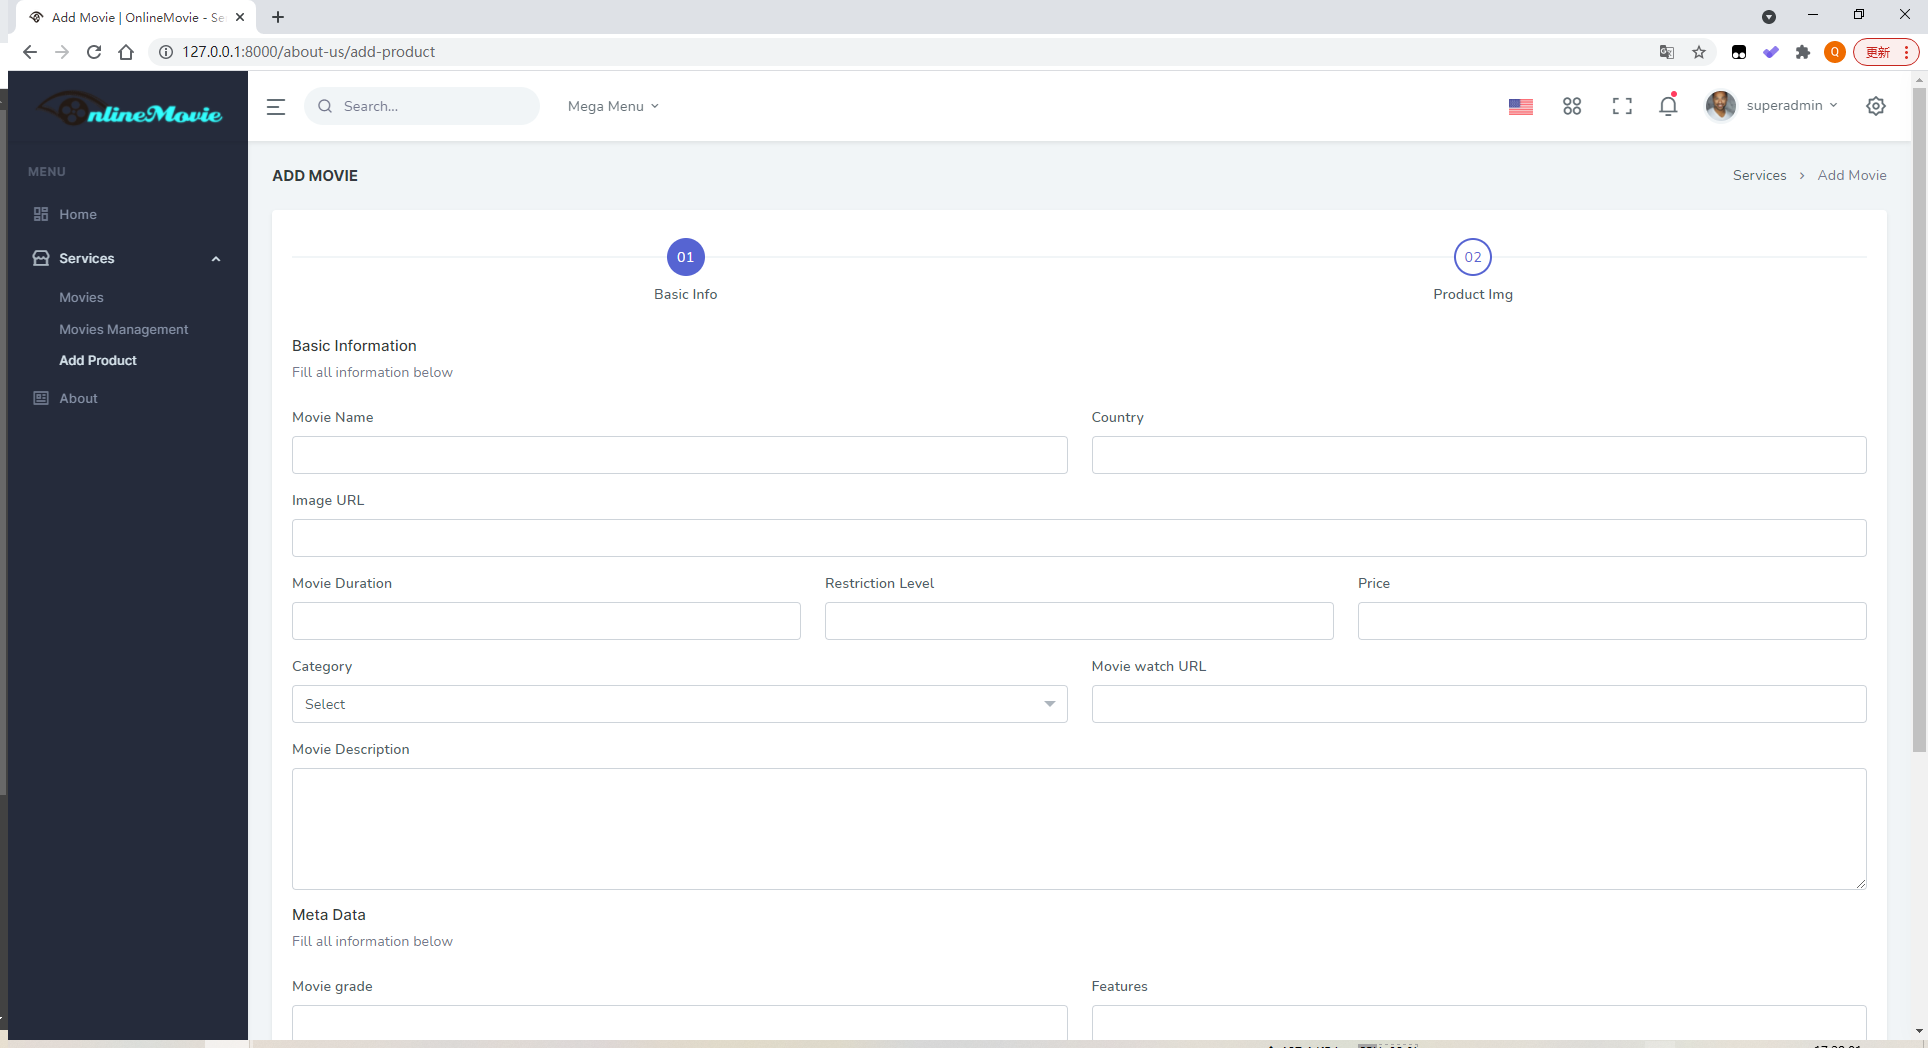 Add Movie | OnlineMovie - Se
127.0.0.1:8000/about-us/add-product
Q
更新
nlineMovie
Search...
Mega Menu
superadmin
MENU
Home
Services
Movies
Movies Management
Add Product
About
ADD MOVIE
Services > Add Movie
01
Basic Info
02
Product Img
Basic Information
Fill all information below
Movie Name
Country
Image URL
Movie Duration
Restriction Level
Price
Category
Select
Movie watch URL
Movie Description
Meta Data
Fill all information below
Movie grade
Features